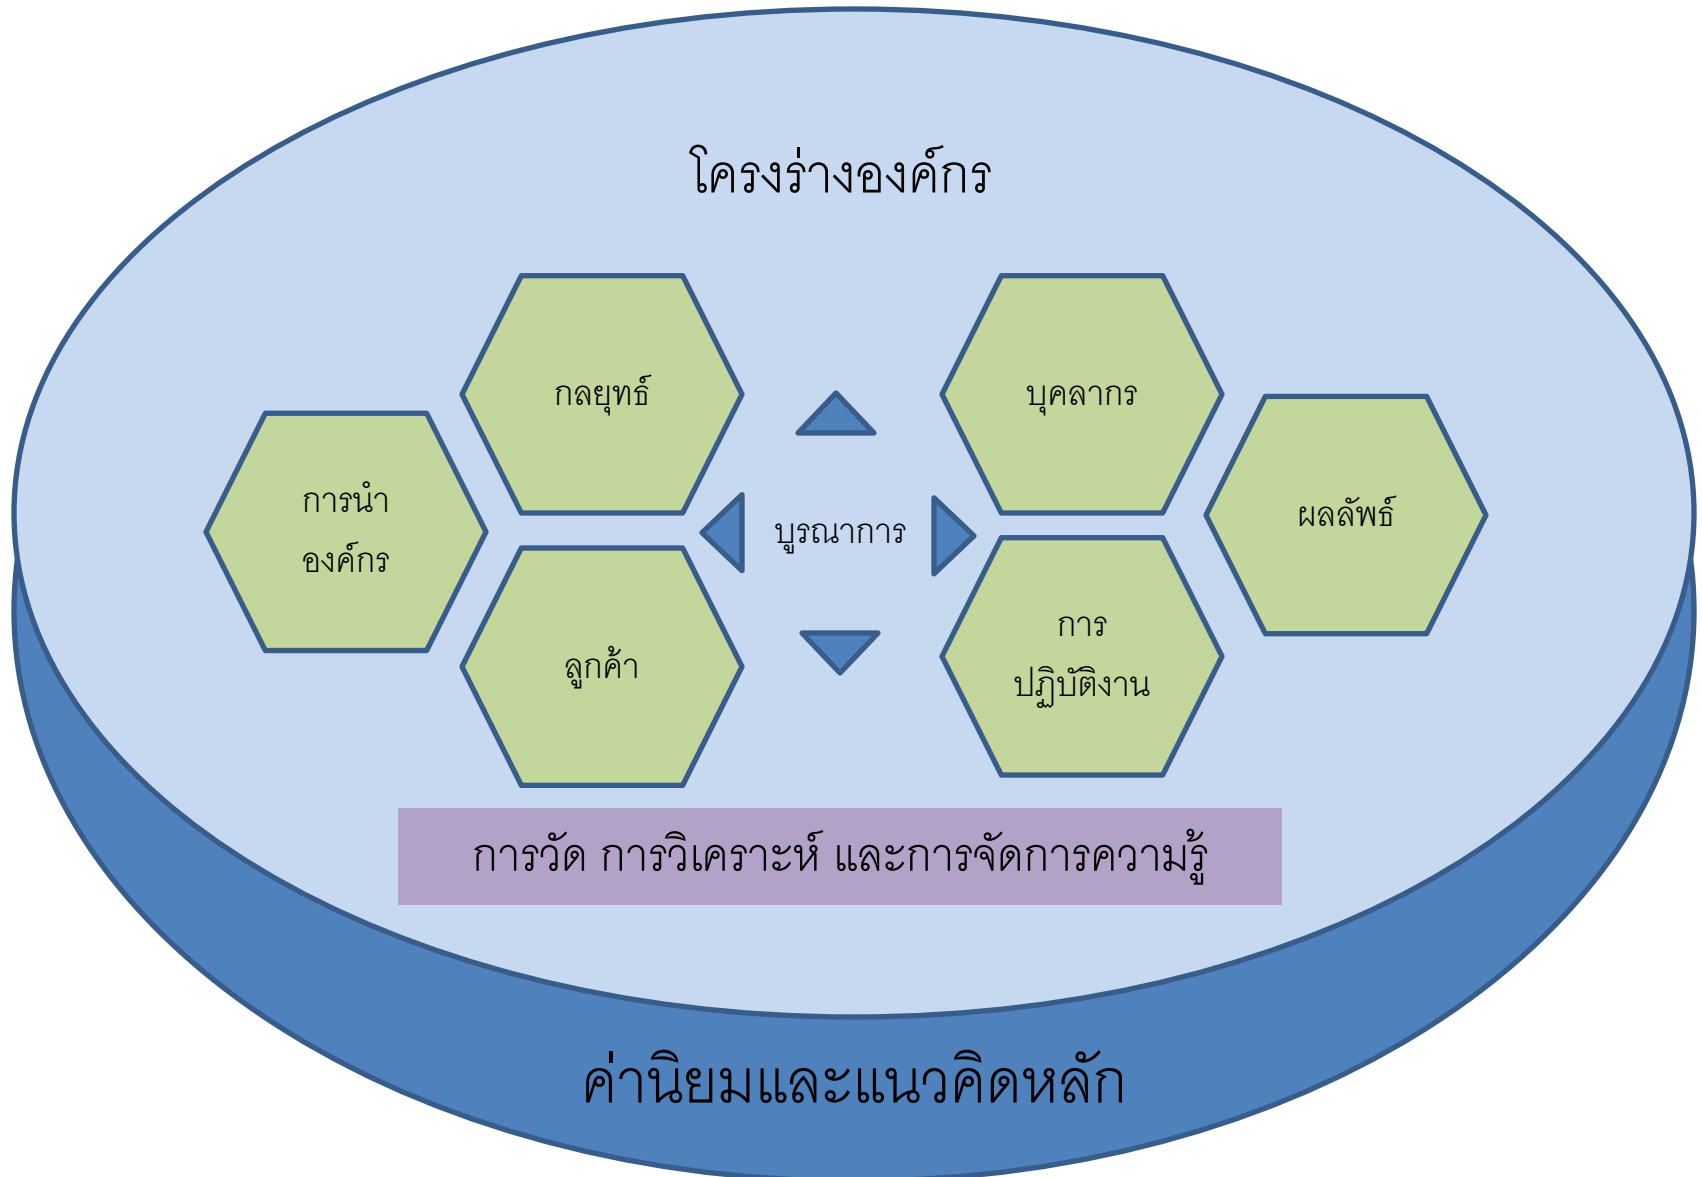 โครงร่างองค์กร
กลยุทธ์
บุคลากร
การนำ
องค์กร
บูรณาการ
ผลลัพธ์
ลูกค้า
การ
ปฏิบัติงาน
การวัด การวิเคราะห์ และการจัดการความรู้
ค่านิยมและแนวคิดหลัก